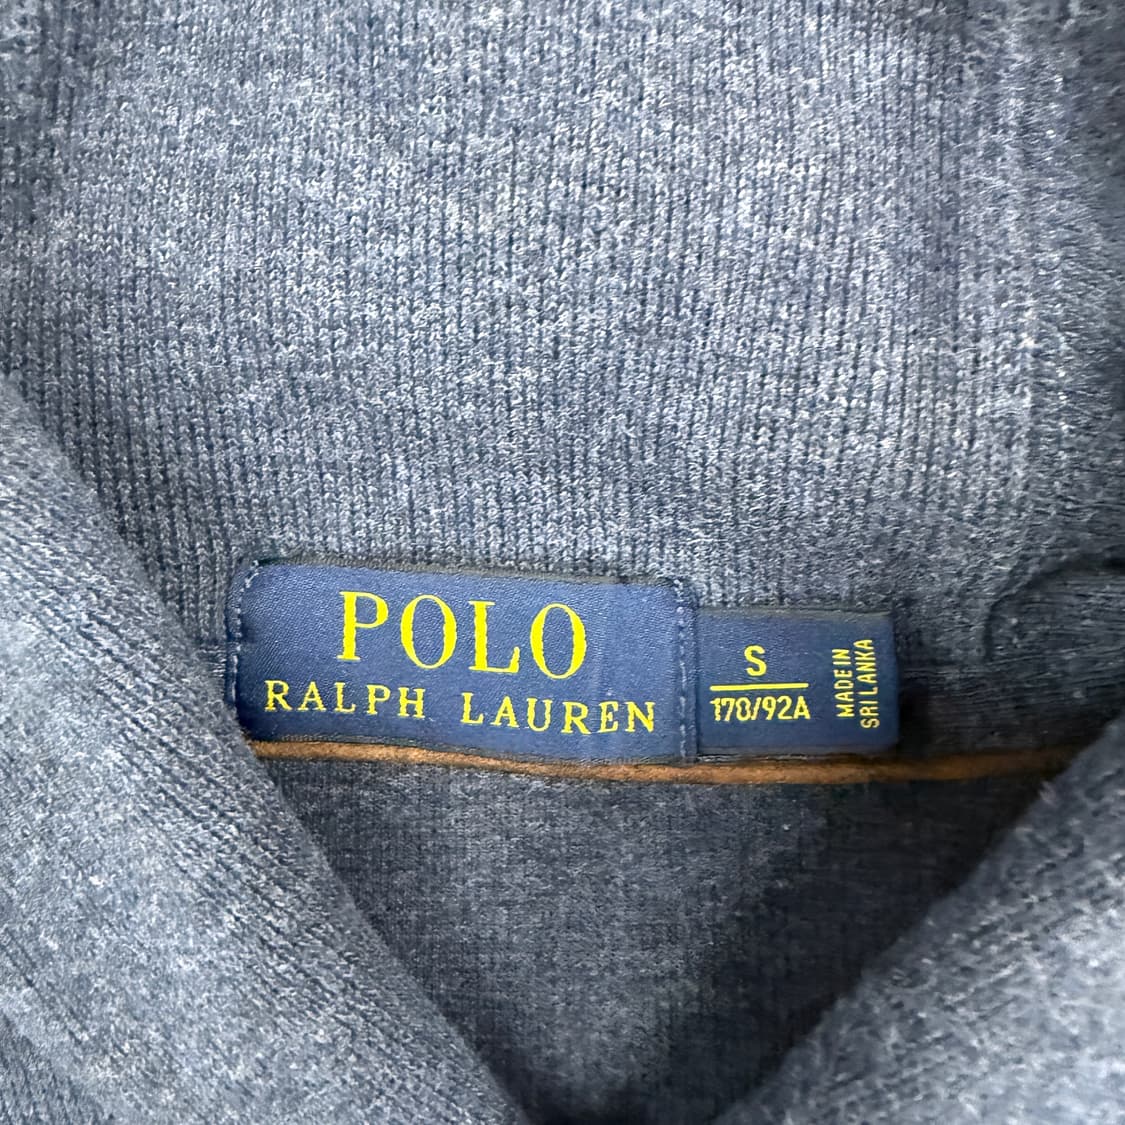 POLO
RALPH LAUREN
S
170/92A
MADE IN
SRI LANKA